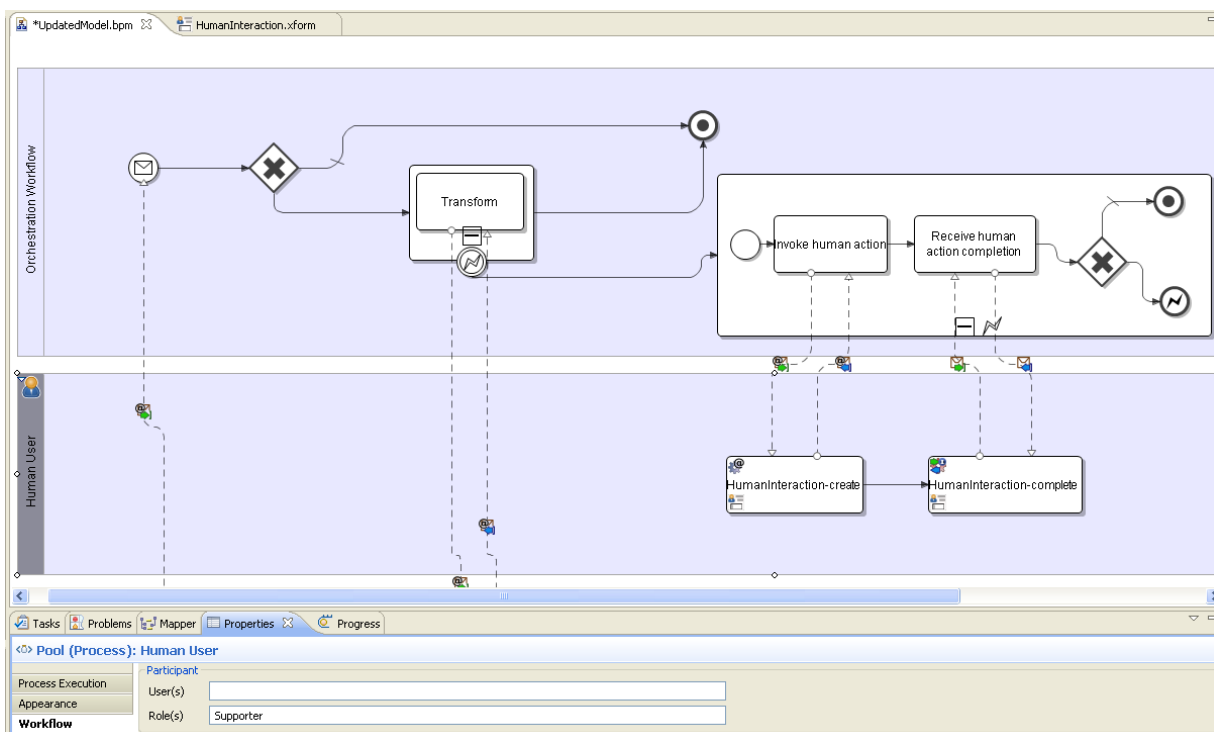 *UpdatedModel.bpm
HumanInteraction.xform
Orchestration Workflow
Transform
Invoke human action
Receive human
action completion
Human User
HumanInteraction-create
HumanInteraction-complete
Tasks
Problems
Mapper
Properties
Progress
Pool (Process): Human User
Process Execution
Appearance
Workflow
Participant
User(s)
Role(s)
Supporter